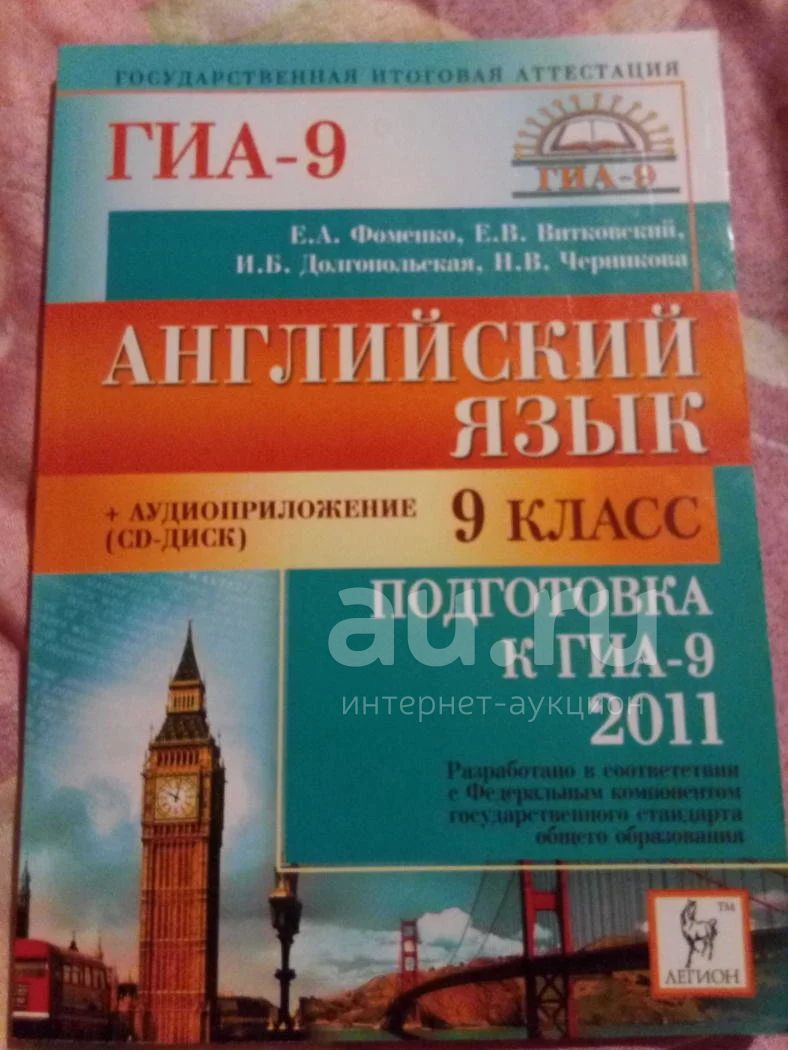 ГОСУДАРСТВЕННАЯ ИТОГОВАЯ АТТЕСТАЦИЯ
ГИА-9
ГИА-9
Е.А. Фоменко, Е.В. Витковский,
И.Б. Долгопольская, Н.В. Черникова
АНГЛИЙСКИЙ
ЯЗЫК
+ АУДИОПРИЛОЖЕНИЕ
(CD-ДИСК)
9 КЛАСС
ПОДГОТОВКА
К ГИА-9
2011
au.ru
интернет-аукцион
Разработано в соответствии
с Федеральным компонентом
государственного стандарта
общего образования
TM
ЛЕГИОН